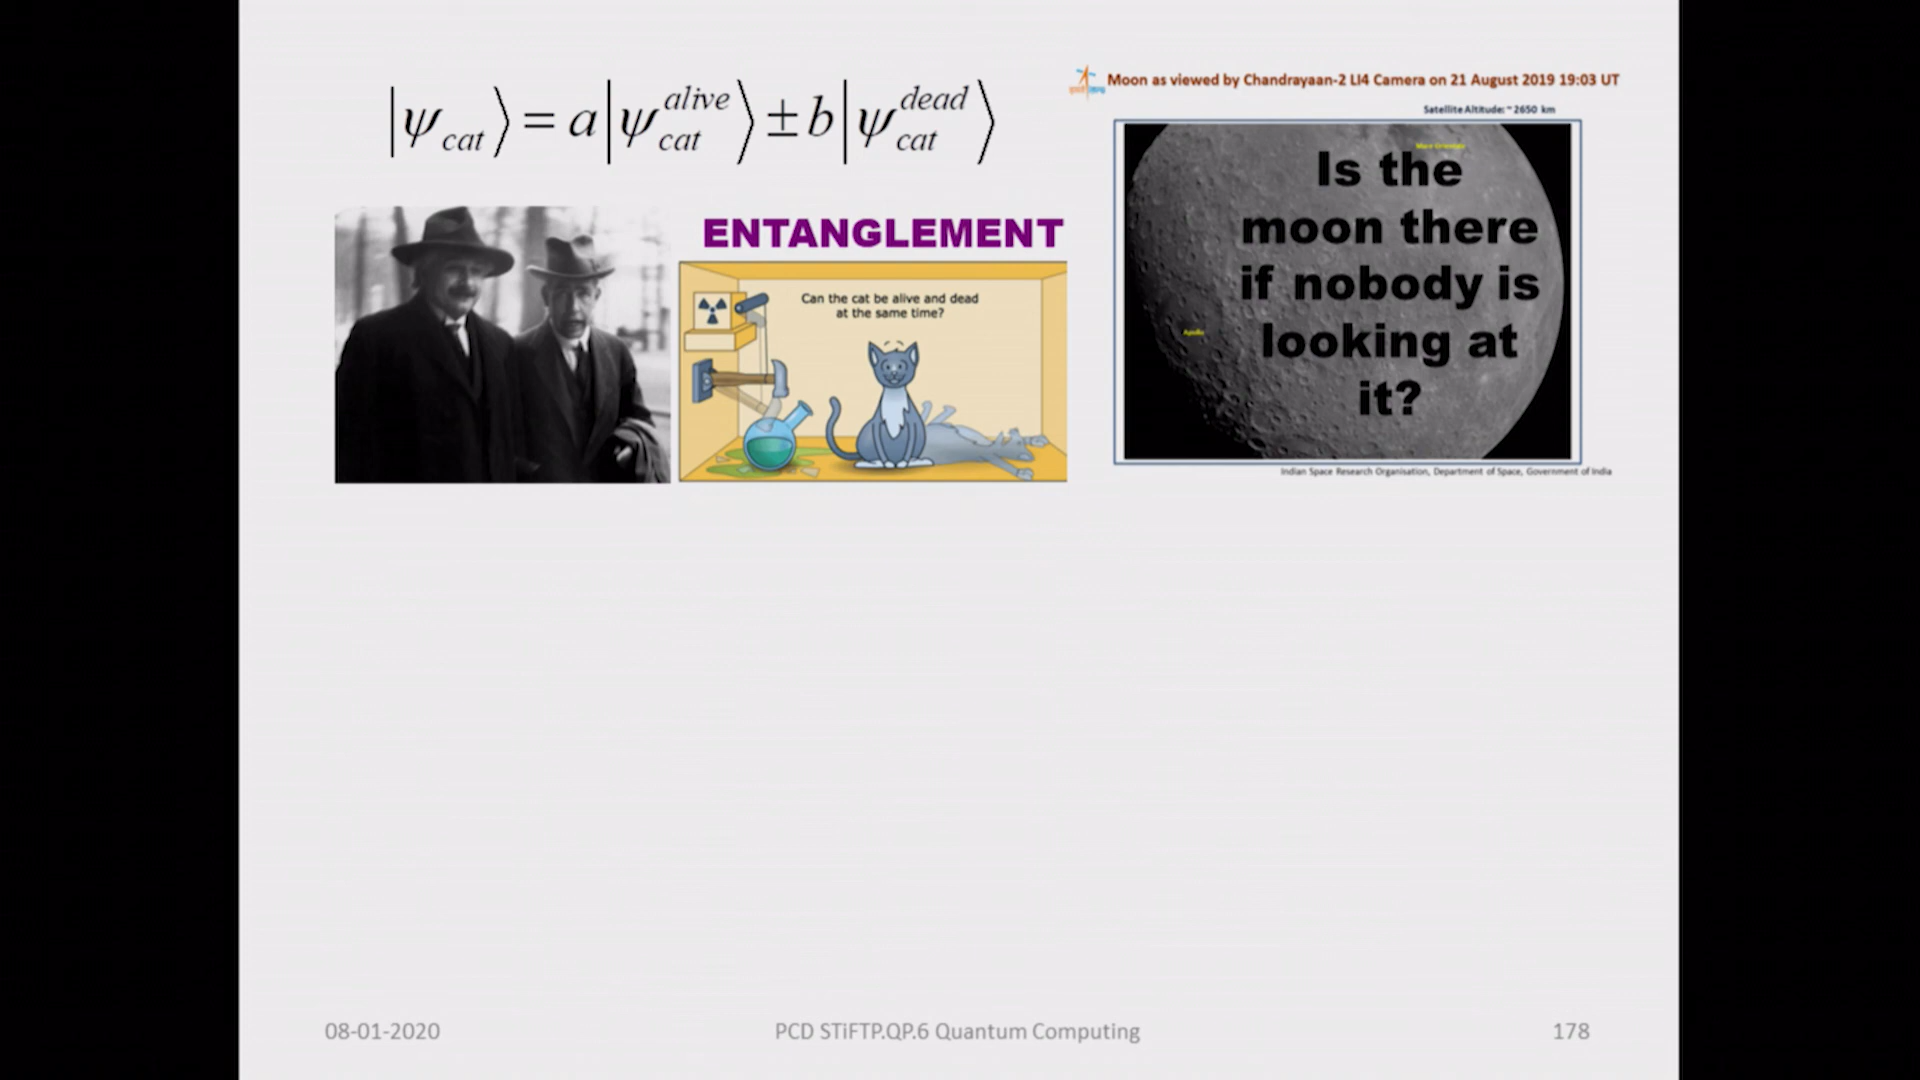 |ψcat⟩ = a|ψcat^alive⟩ ± b|ψcat^dead⟩
Moon as viewed by Chandrayaan-2 LI4 Camera on 21 August 2019 19:03 UT
Satellite Altitude: ~ 2650 km
ENTANGLEMENT
Can the cat be alive and dead
at the same time?
Mare Orientale
Is the
moon there
if nobody is
looking at
it?
Apollo
Indian Space Research Organisation, Department of Space, Government of India
08-01-2020
PCD STiFTP.QP.6 Quantum Computing
178